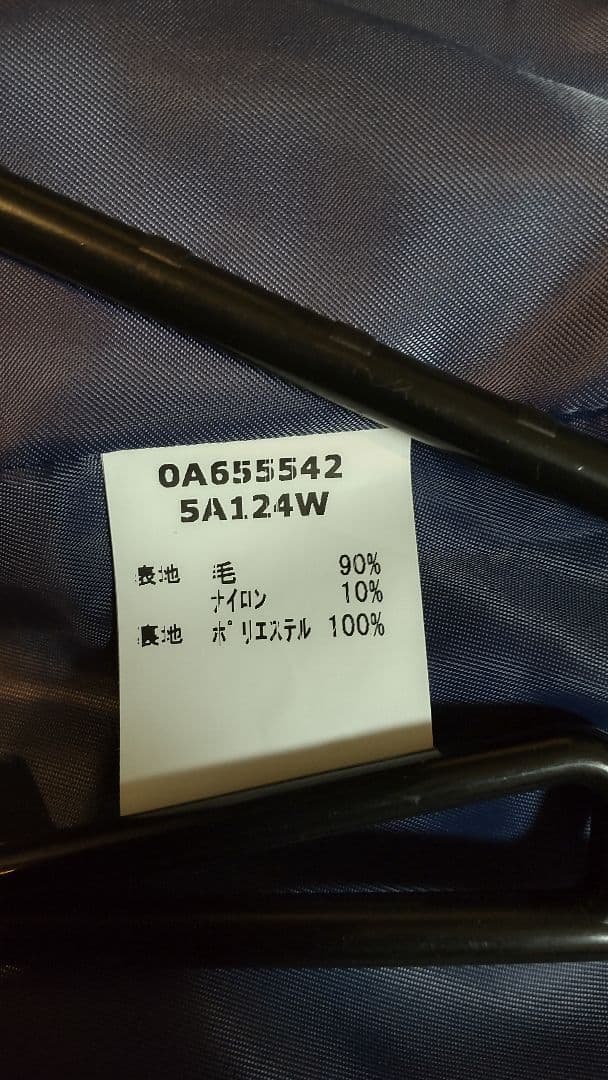 0A655542
5A124W
表地 毛 90%
ナイロン 10%
裏地 ポリエステル 100%